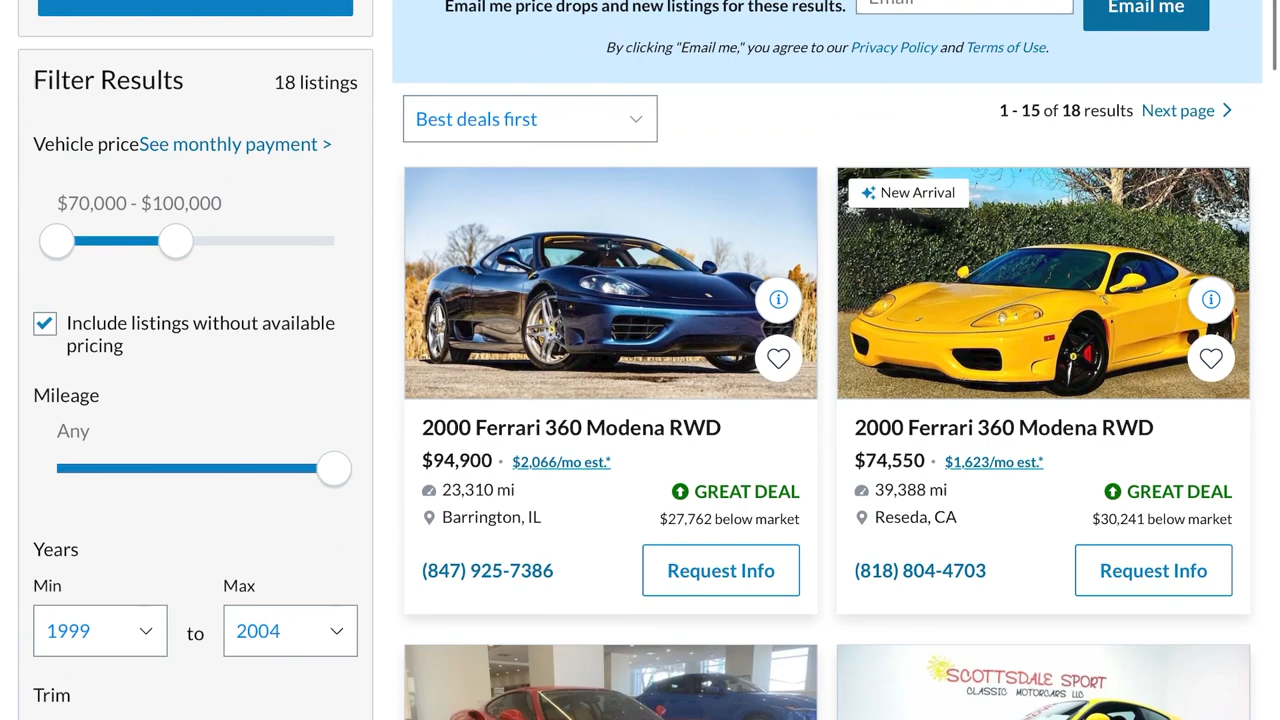 Email me price drops and new listings for these results.
Email
Email me
By clicking "Email me," you agree to our Privacy Policy and Terms of Use.
Filter Results
18 listings
Vehicle priceSee monthly payment >
$70,000 - $100,000
Include listings without available
pricing
Mileage
Any
Years
Min
Max
1999
to
2004
Trim
Best deals first
1 - 15 of 18 results Next page
2000 Ferrari 360 Modena RWD
$94,900 · $2,066/mo est.*
23,310 mi
GREAT DEAL
Barrington, IL
$27,762 below market
(847) 925-7386
Request Info
New Arrival
2000 Ferrari 360 Modena RWD
$74,550 · $1,623/mo est.*
39,388 mi
GREAT DEAL
Reseda, CA
$30,241 below market
(818) 804-4703
Request Info
SCOTTSDALE SPORT
CLASSIC MOTORCARS LLC